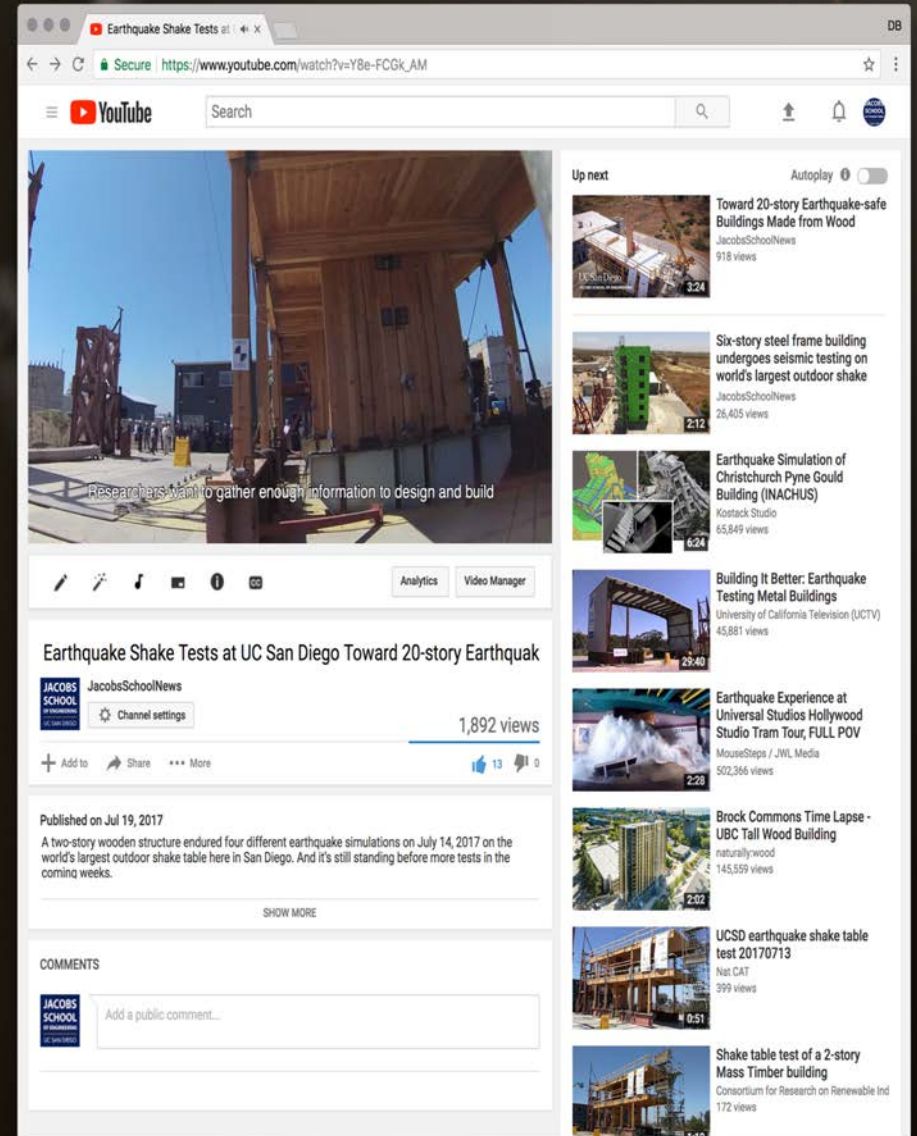 Earthquake Shake Tests at
DB
Secure https://www.youtube.com/watch?v=Y8e-FCGk_AM
YouTube
Search
Researchers want to gather enough information to design and build
Analytics
Video Manager
Earthquake Shake Tests at UC San Diego Toward 20-story Earthquak
JACOBS
SCHOOL
JacobsSchoolNews
Channel settings
1,892 views
Add to
Share
More
13
0
Published on Jul 19, 2017
A two-story wooden structure endured four different earthquake simulations on July 14, 2017 on the
world's largest outdoor shake table here in San Diego. And it's still standing before more tests in the
coming weeks.
SHOW MORE
COMMENTS
JACOBS
SCHOOL
Add a public comment...
Up next
Autoplay
UC San Diego
3:24
Toward 20-story Earthquake-safe
Buildings Made from Wood
JacobsSchoolNews
918 views
2:12
Six-story steel frame building
undergoes seismic testing on
world's largest outdoor shake
JacobsSchoolNews
26,405 views
6:24
Earthquake Simulation of
Christchurch Pyne Gould
Building (INACHUS)
Kostack Studio
65,849 views
29:40
Building It Better: Earthquake
Testing Metal Buildings
University of California Television (UCTV)
45,881 views
2:28
Earthquake Experience at
Universal Studios Hollywood
Studio Tram Tour, FULL POV
MouseSteps / JWL Media
502,366 views
2:02
Brock Commons Time Lapse -
UBC Tall Wood Building
naturally:wood
145,559 views
0:51
UCSD earthquake shake table
test 20170713
Nat CAT
399 views
Shake table test of a 2-story
Mass Timber building
Consortium for Research on Renewable Ind
172 views